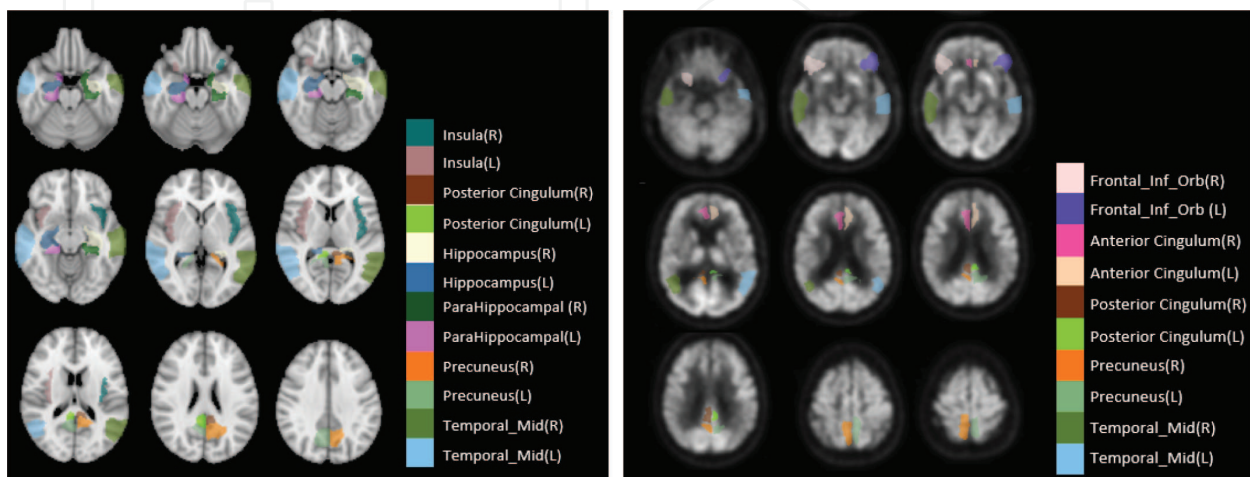 Insula(R)
Insula(L)
Posterior Cingulum(R)
Posterior Cingulum(L)
Hippocampus(R)
Hippocampus(L)
ParaHippocampal (R)
ParaHippocampal(L)
Precuneus(R)
Precuneus(L)
Temporal_Mid(R)
Temporal_Mid(L)
Frontal_Inf_Orb(R)
Frontal_Inf_Orb (L)
Anterior Cingulum(R)
Anterior Cingulum(L)
Posterior Cingulum(R)
Posterior Cingulum(L)
Precuneus(R)
Precuneus(L)
Temporal_Mid(R)
Temporal_Mid(L)